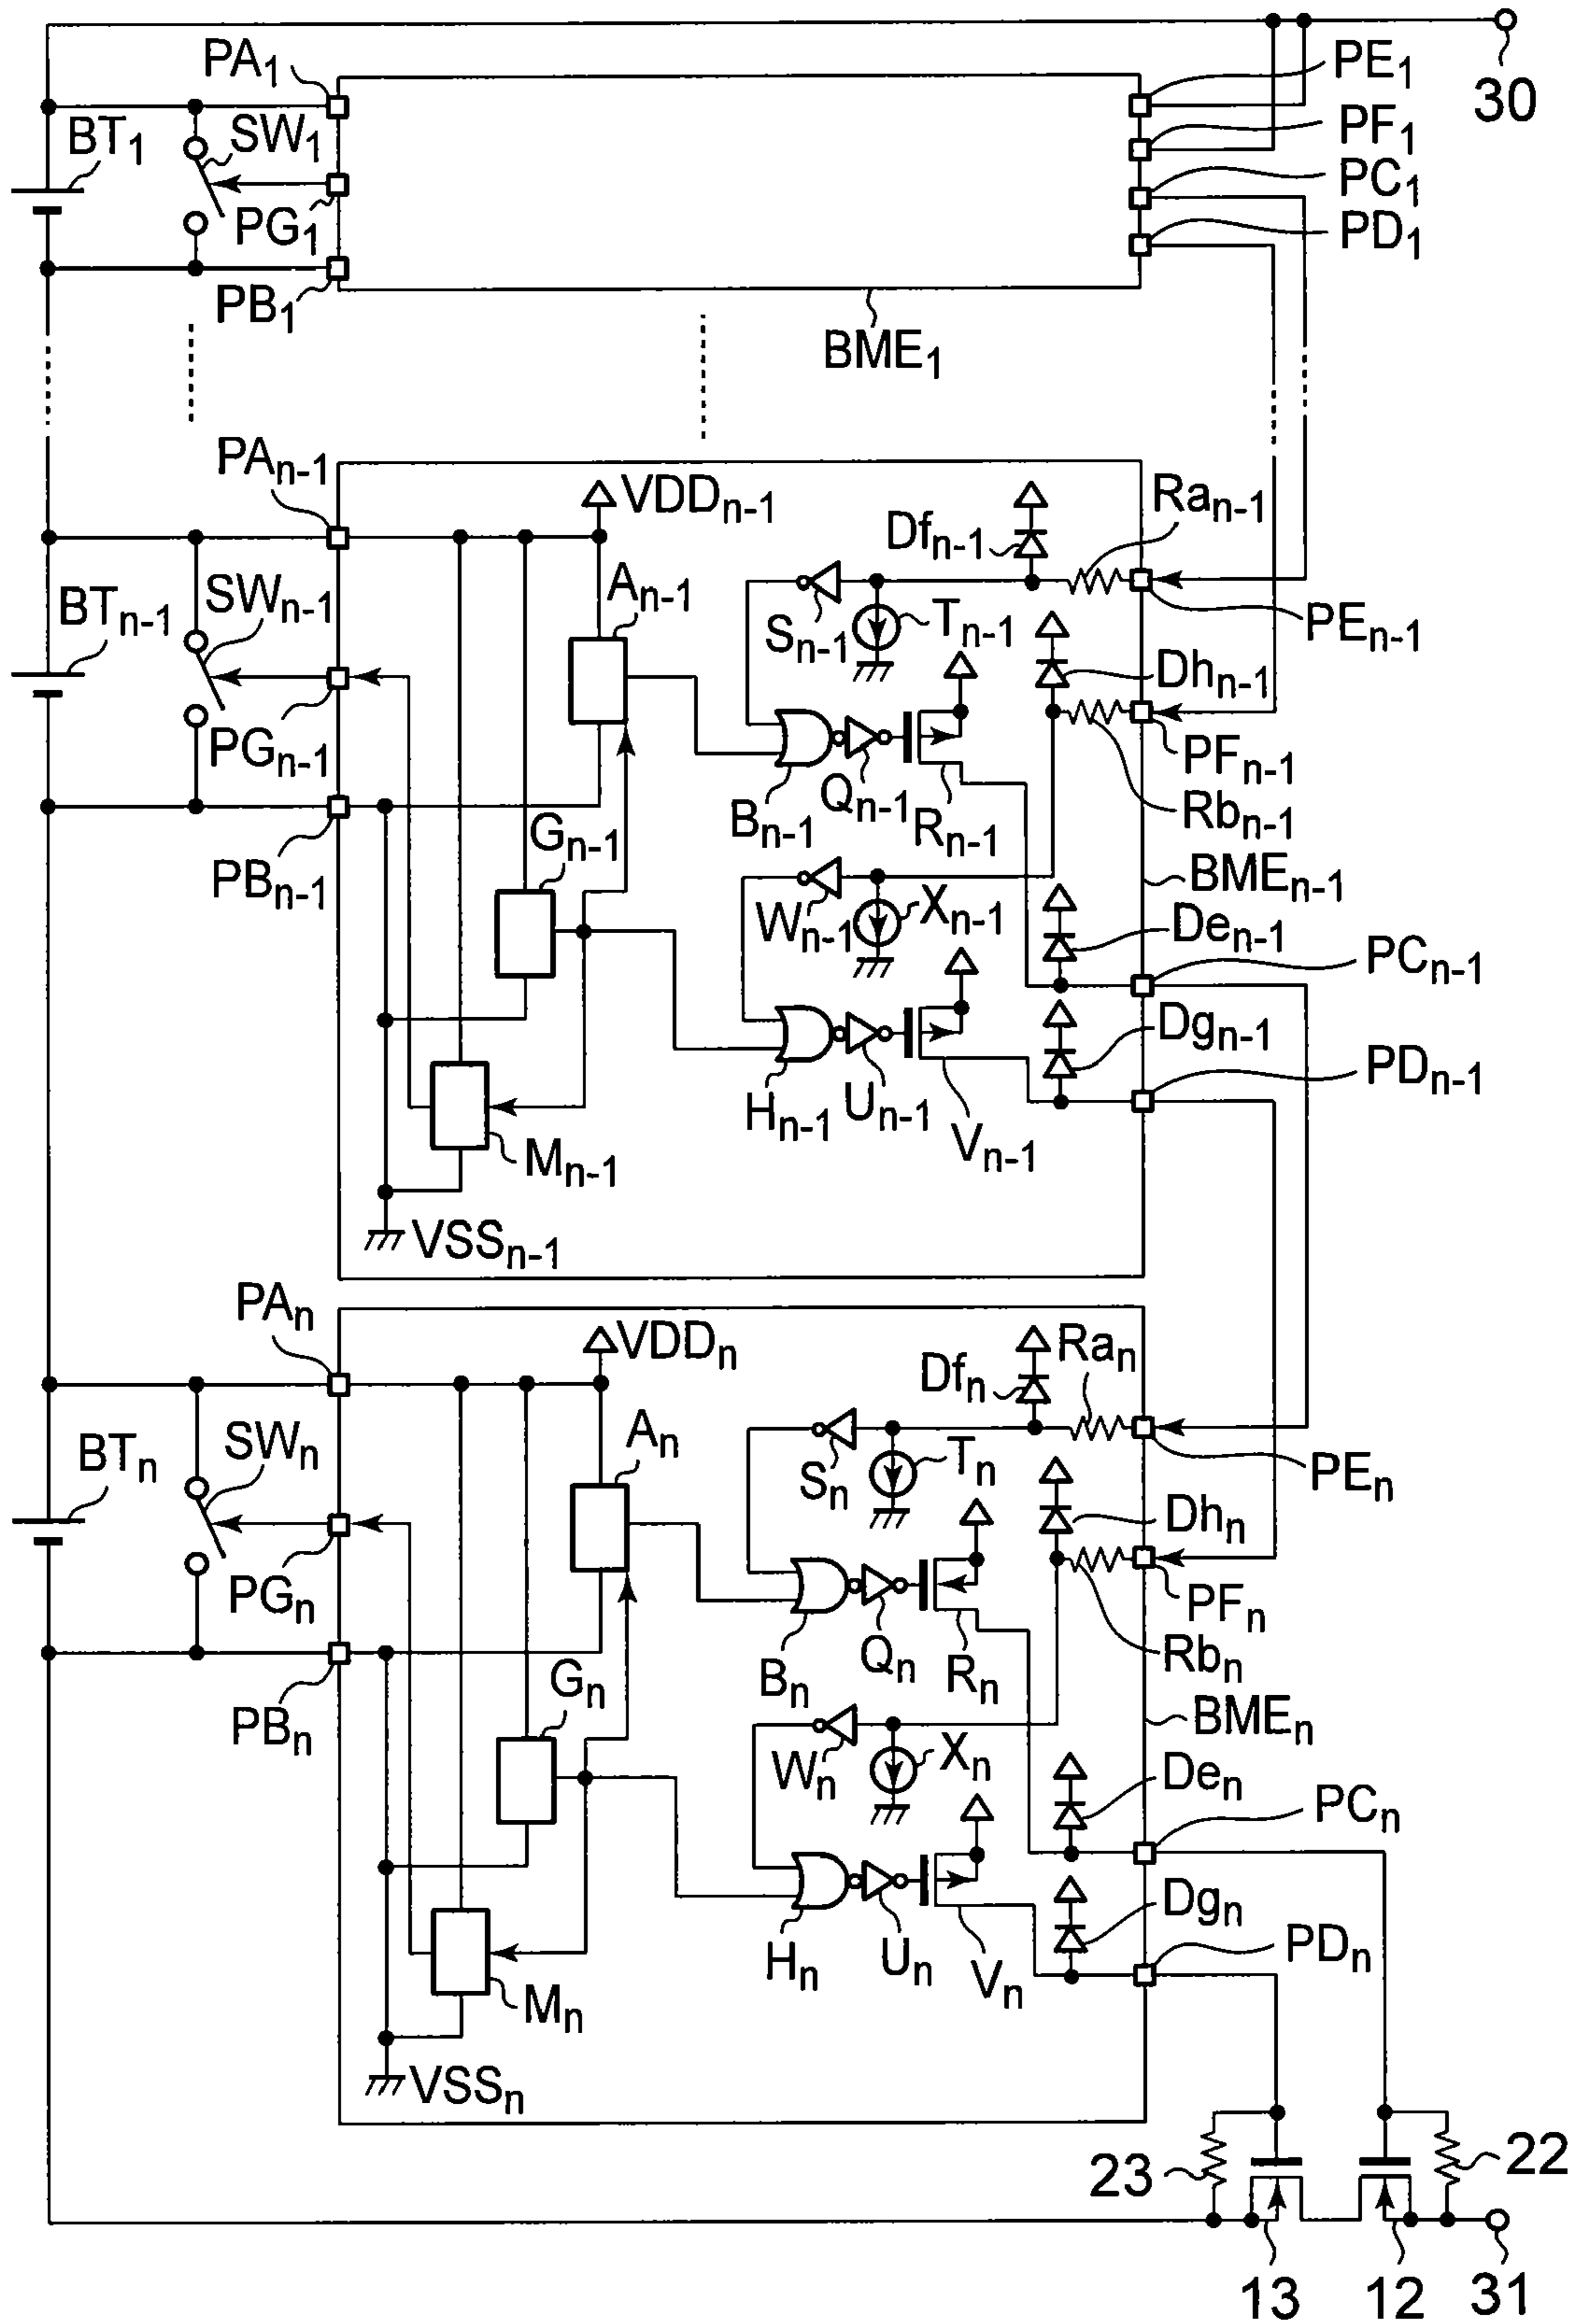 PA1
PE1
30
PF1
BT1
SW1
PC1
PG1
PD1
PB1
BME1
PAn-1
VDDn-1
Ran-1
Dfn-1
An-1
BTn-1
SWn-1
Sn-1
Tn-1
PEn-1
Dhn-1
PGn-1
PFn-1
Qn-1
Bn-1
Rn-1
Rbn-1
Gn-1
PBn-1
BMEn-1
Wn-1
Xn-1
Den-1
PCn-1
Dgn-1
PDn-1
Hn-1
Un-1
Vn-1
Mn-1
VSSn-1
PAn
VDDn
Ran
Dfn
An
SWn
BTn
Sn
Tn
PEn
Dhn
PGn
PFn
Qn
Bn
Rn
Rbn
Gn
PBn
BMEn
Wn
Xn
Den
PCn
Dgn
PDn
Hn
Un
Vn
Mn
VSSn
23
22
13
12
31